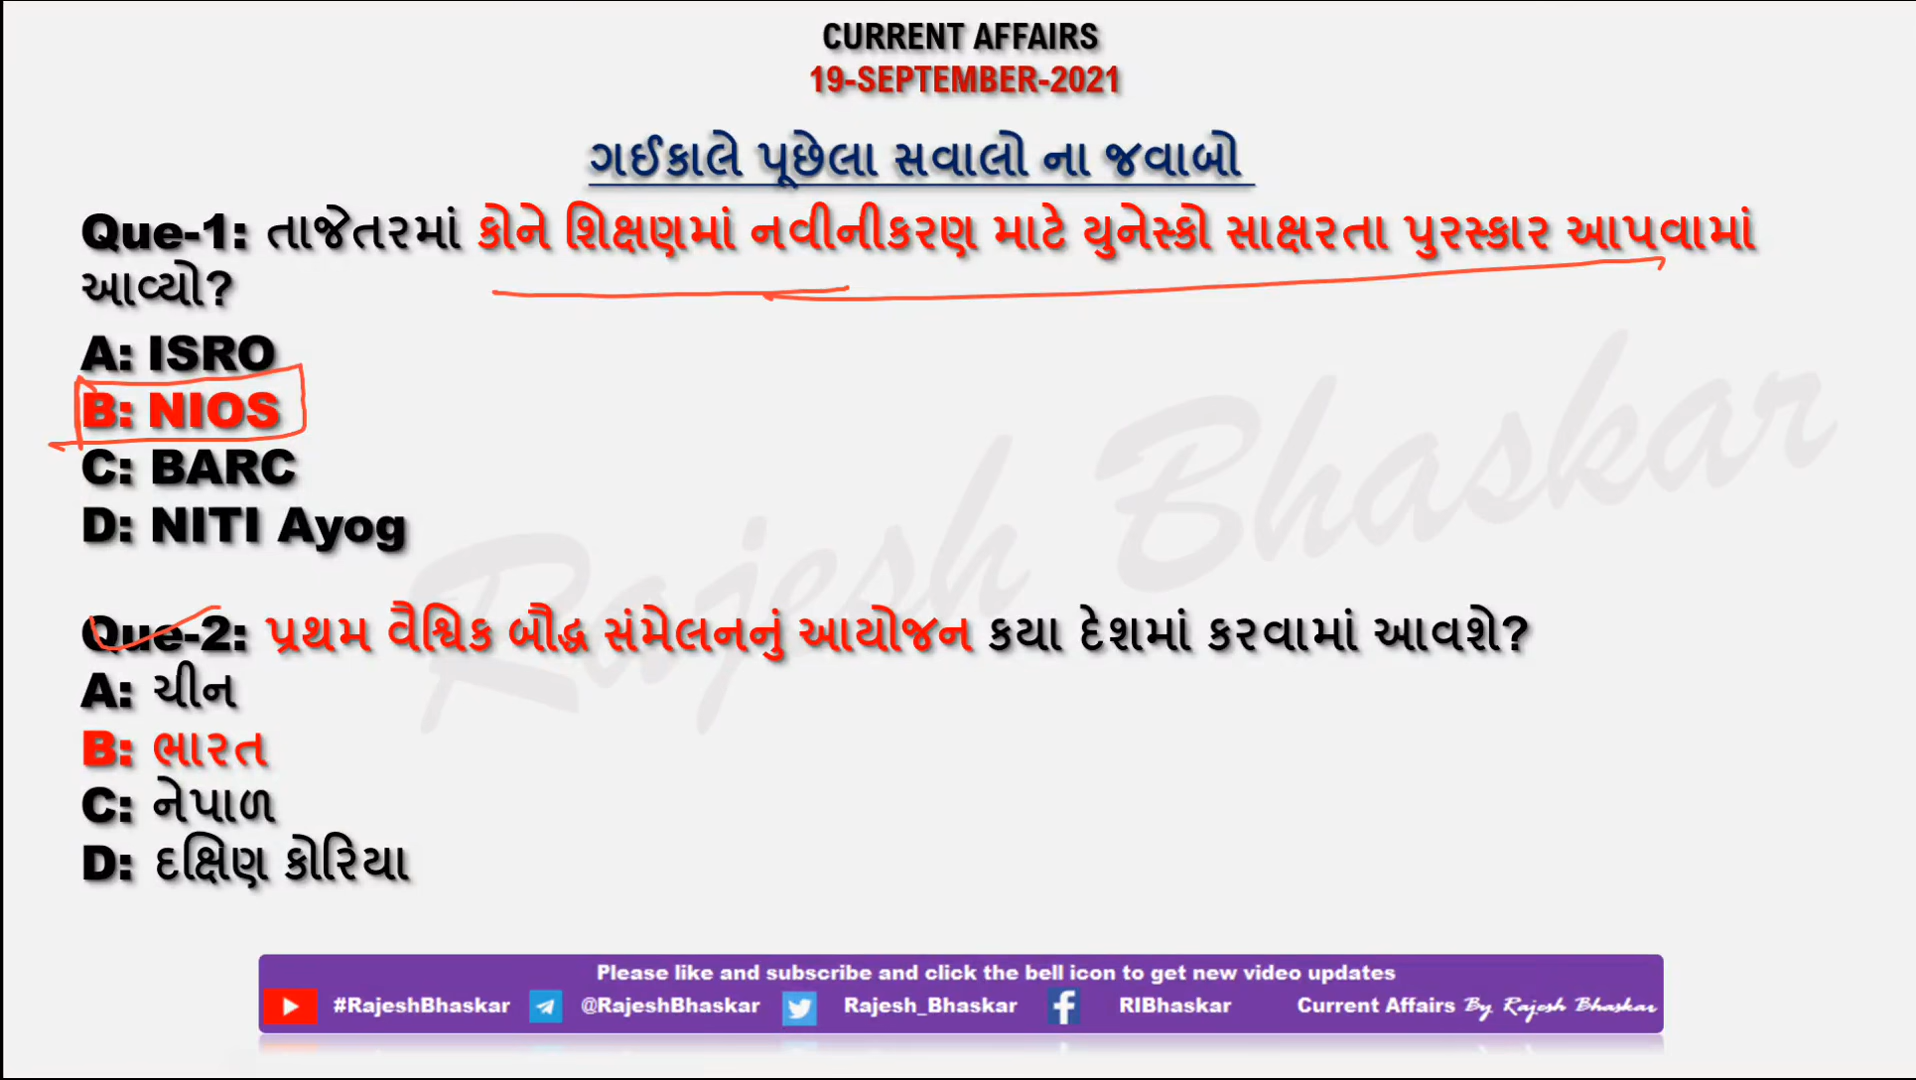 CURRENT AFFAIRS
19-SEPTEMBER-2021
ગઈકાલે પૂછેલા સવાલો ના જવાબો
Que-1: તાજેતરમાં કોને શિક્ષણમાં નવીનીકરણ માટે યુનેસ્કો સાક્ષરતા પુરસ્કાર આપવામાં
આવ્યો?
A: ISRO
B: NIOS
C: BARC
D: NITI Ayog
Que-2: પ્રથમ વૈશ્વિક બૌદ્ધ સંમેલનનું આયોજન કયા દેશમાં કરવામાં આવશે?
A: ચીન
B: ભારત
C: નેપાળ
D: દક્ષિણ કોરિયા
Rajesh Bhaskar
Please like and subscribe and click the bell icon to get new video updates
#RajeshBhaskar @RajeshBhaskar Rajesh_Bhaskar RIBhaskar Current Affairs By Rajesh Bhaskar